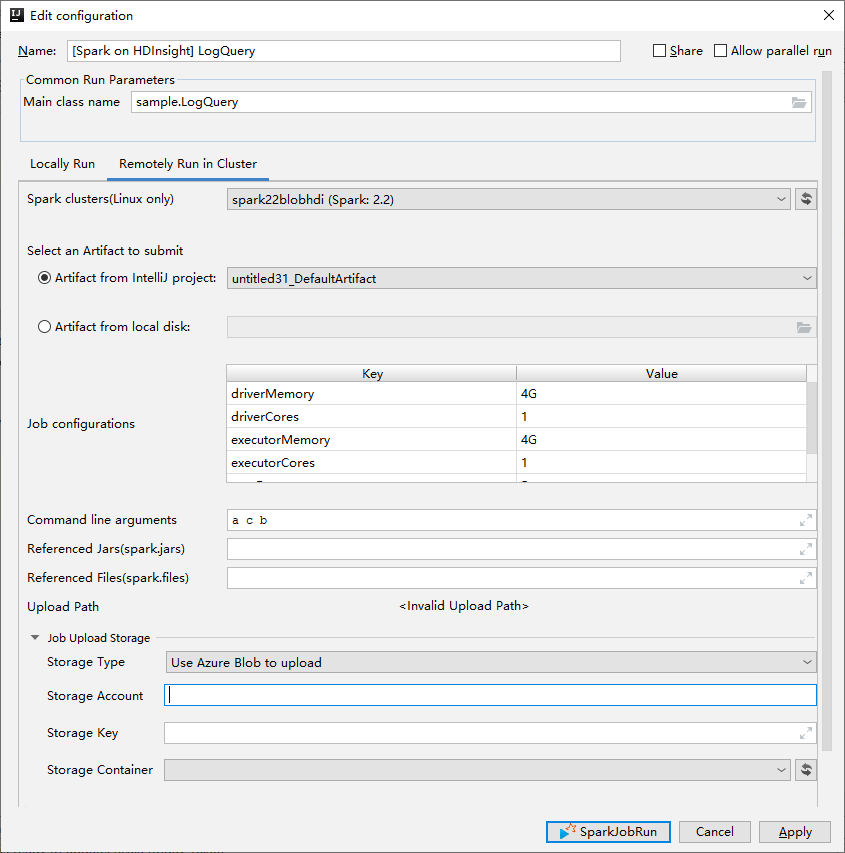 IJ Edit configuration
Name: [Spark on HDInsight] LogQuery Share Allow parallel run
Common Run Parameters
Main class name sample.LogQuery
Locally Run Remotely Run in Cluster
Spark clusters(Linux only) spark22blobhdi (Spark: 2.2)
Select an Artifact to submit
Artifact from IntelliJ project: untitled31_DefaultArtifact
Artifact from local disk:
Key Value
driverMemory 4G
driverCores 1
executorMemory 4G
Job configurations
executorCores 1
Command line arguments a c b
Referenced Jars(spark.jars)
Referenced Files(spark.files)
Upload Path <Invalid Upload Path>
Job Upload Storage
Storage Type Use Azure Blob to upload
Storage Account
Storage Key
Storage Container
SparkJobRun Cancel Apply